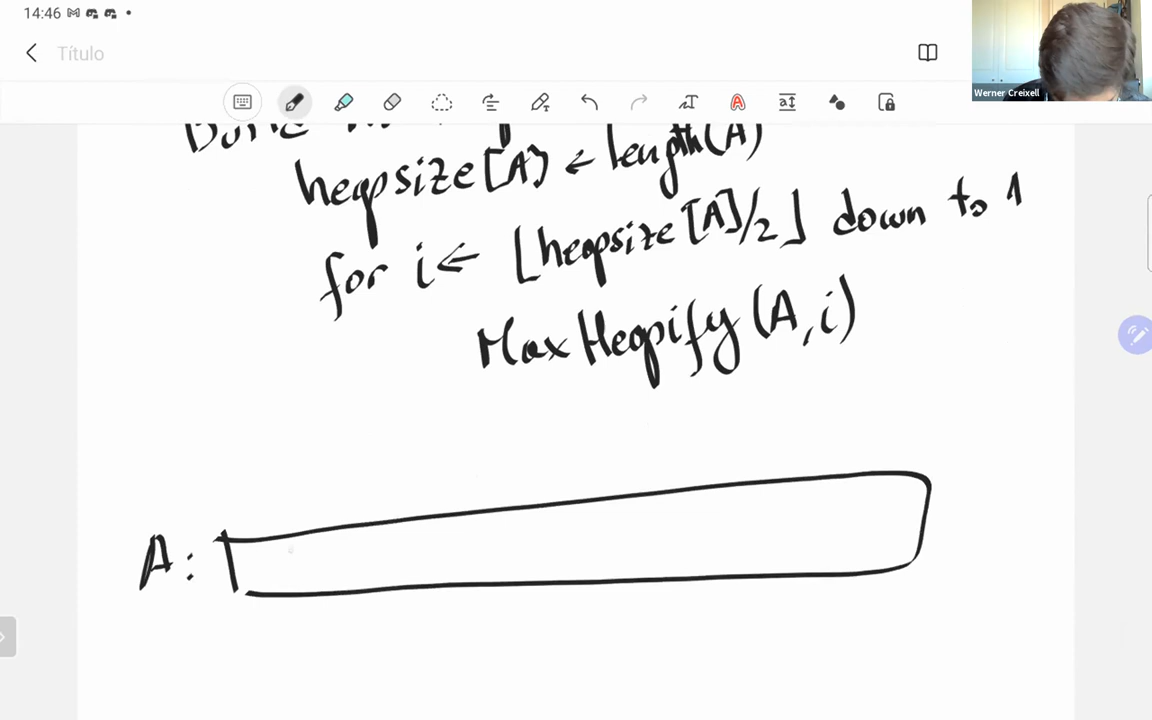 14:46
Título
Werner Creixell
heapsize[A] ← length(A)
for i ← ⌊heapsize[A]/2⌋ down to 1
MaxHeapify(A,i)
A: